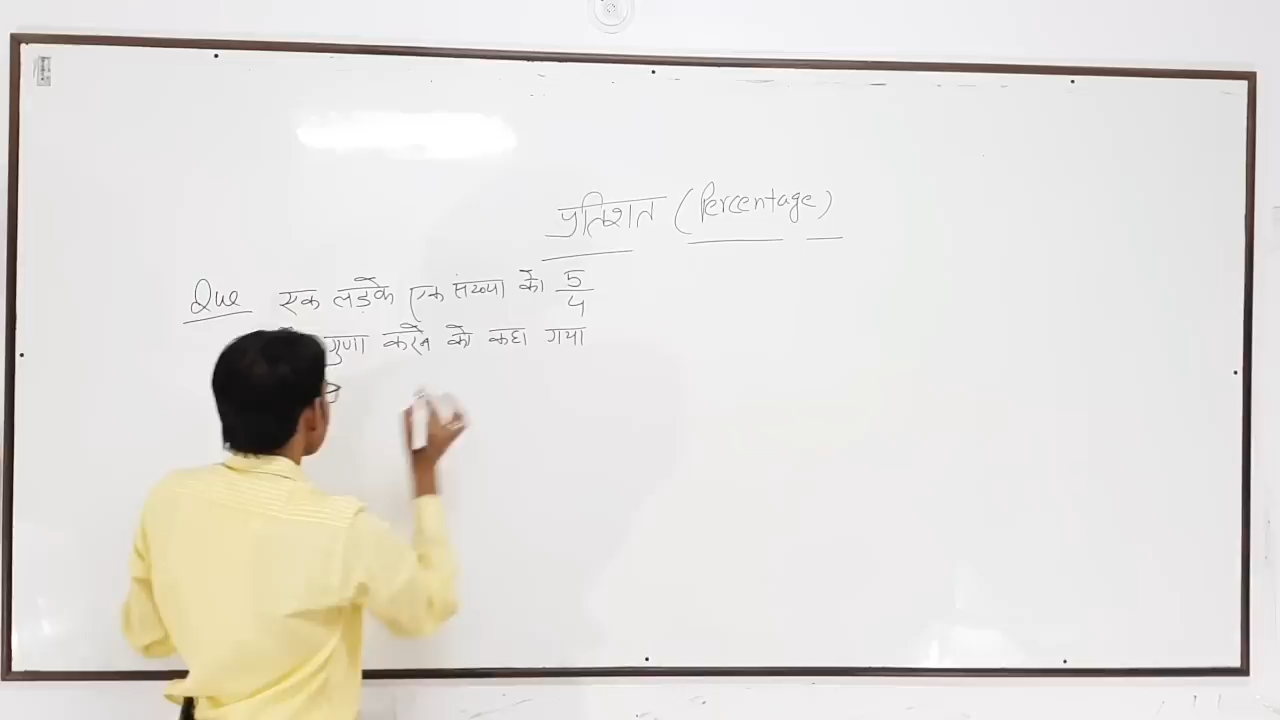 प्रतिशत (Percentage)
Que एक लड़के एक संख्या को 5/4
गुणा करने को कहा गया